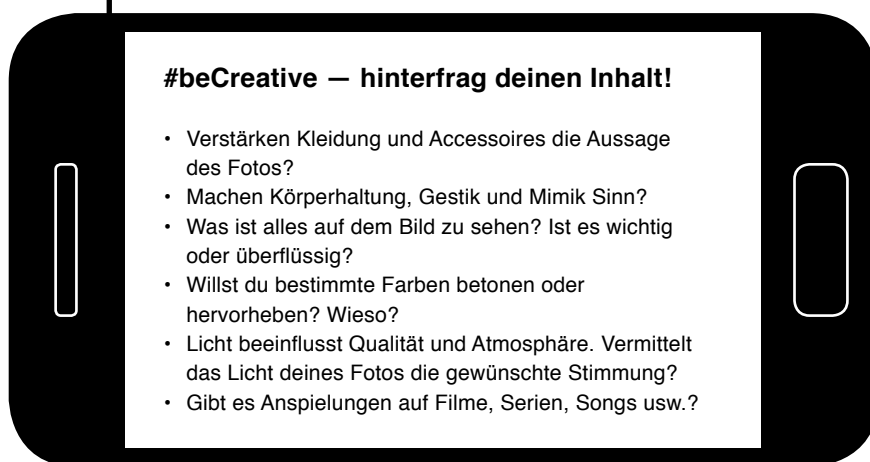 #beCreative — hinterfrag deinen Inhalt!
• Verstärken Kleidung und Accessoires die Aussage
des Fotos?
• Machen Körperhaltung, Gestik und Mimik Sinn?
• Was ist alles auf dem Bild zu sehen? Ist es wichtig
oder überflüssig?
• Willst du bestimmte Farben betonen oder
hervorheben? Wieso?
• Licht beeinflusst Qualität und Atmosphäre. Vermittelt
das Licht deines Fotos die gewünschte Stimmung?
• Gibt es Anspielungen auf Filme, Serien, Songs usw.?